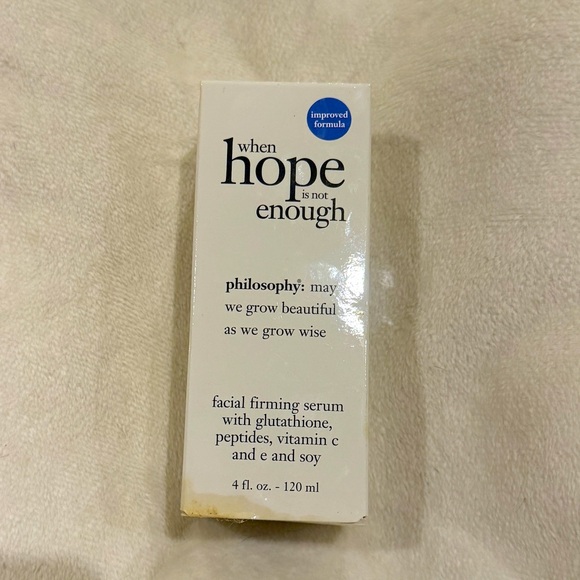 improved
formula
when
hope
is not
enough
philosophy®: may
we grow beautiful
as we grow wise
facial firming serum
with glutathione,
peptides, vitamin c
and e and soy
4 fl. oz. - 120 ml